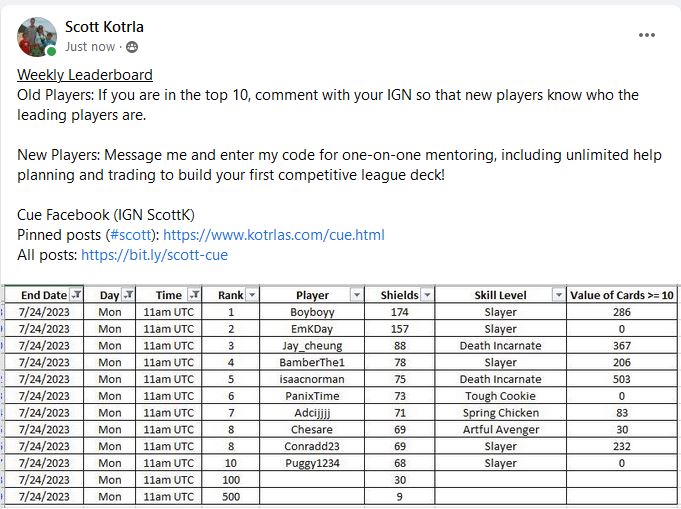 Scott Kotrla
Just now ·
Weekly Leaderboard
Old Players: If you are in the top 10, comment with your IGN so that new players know who the
leading players are.
New Players: Message me and enter my code for one-on-one mentoring, including unlimited help
planning and trading to build your first competitive league deck!
Cue Facebook (IGN ScottK)
Pinned posts (#scott): https://www.kotrlas.com/cue.html
All posts: https://bit.ly/scott-cue
End Date Day Time Rank Player Shields Skill Level Value of Cards >= 10
7/24/2023 Mon 11am UTC 1 Boyboyy 174 Slayer 286
7/24/2023 Mon 11am UTC 2 EmKDay 157 Slayer 0
7/24/2023 Mon 11am UTC 3 Jay_cheung 88 Death Incarnate 367
7/24/2023 Mon 11am UTC 4 BamberThe1 78 Slayer 206
7/24/2023 Mon 11am UTC 5 isaacnorman 75 Death Incarnate 503
7/24/2023 Mon 11am UTC 6 PanixTime 73 Tough Cookie 0
7/24/2023 Mon 11am UTC 7 Adcijjjj 71 Spring Chicken 83
7/24/2023 Mon 11am UTC 8 Chesare 69 Artful Avenger 30
7/24/2023 Mon 11am UTC 8 Conradd23 69 Slayer 232
7/24/2023 Mon 11am UTC 10 Puggy1234 68 Slayer 0
7/24/2023 Mon 11am UTC 100 30
7/24/2023 Mon 11am UTC 500 9